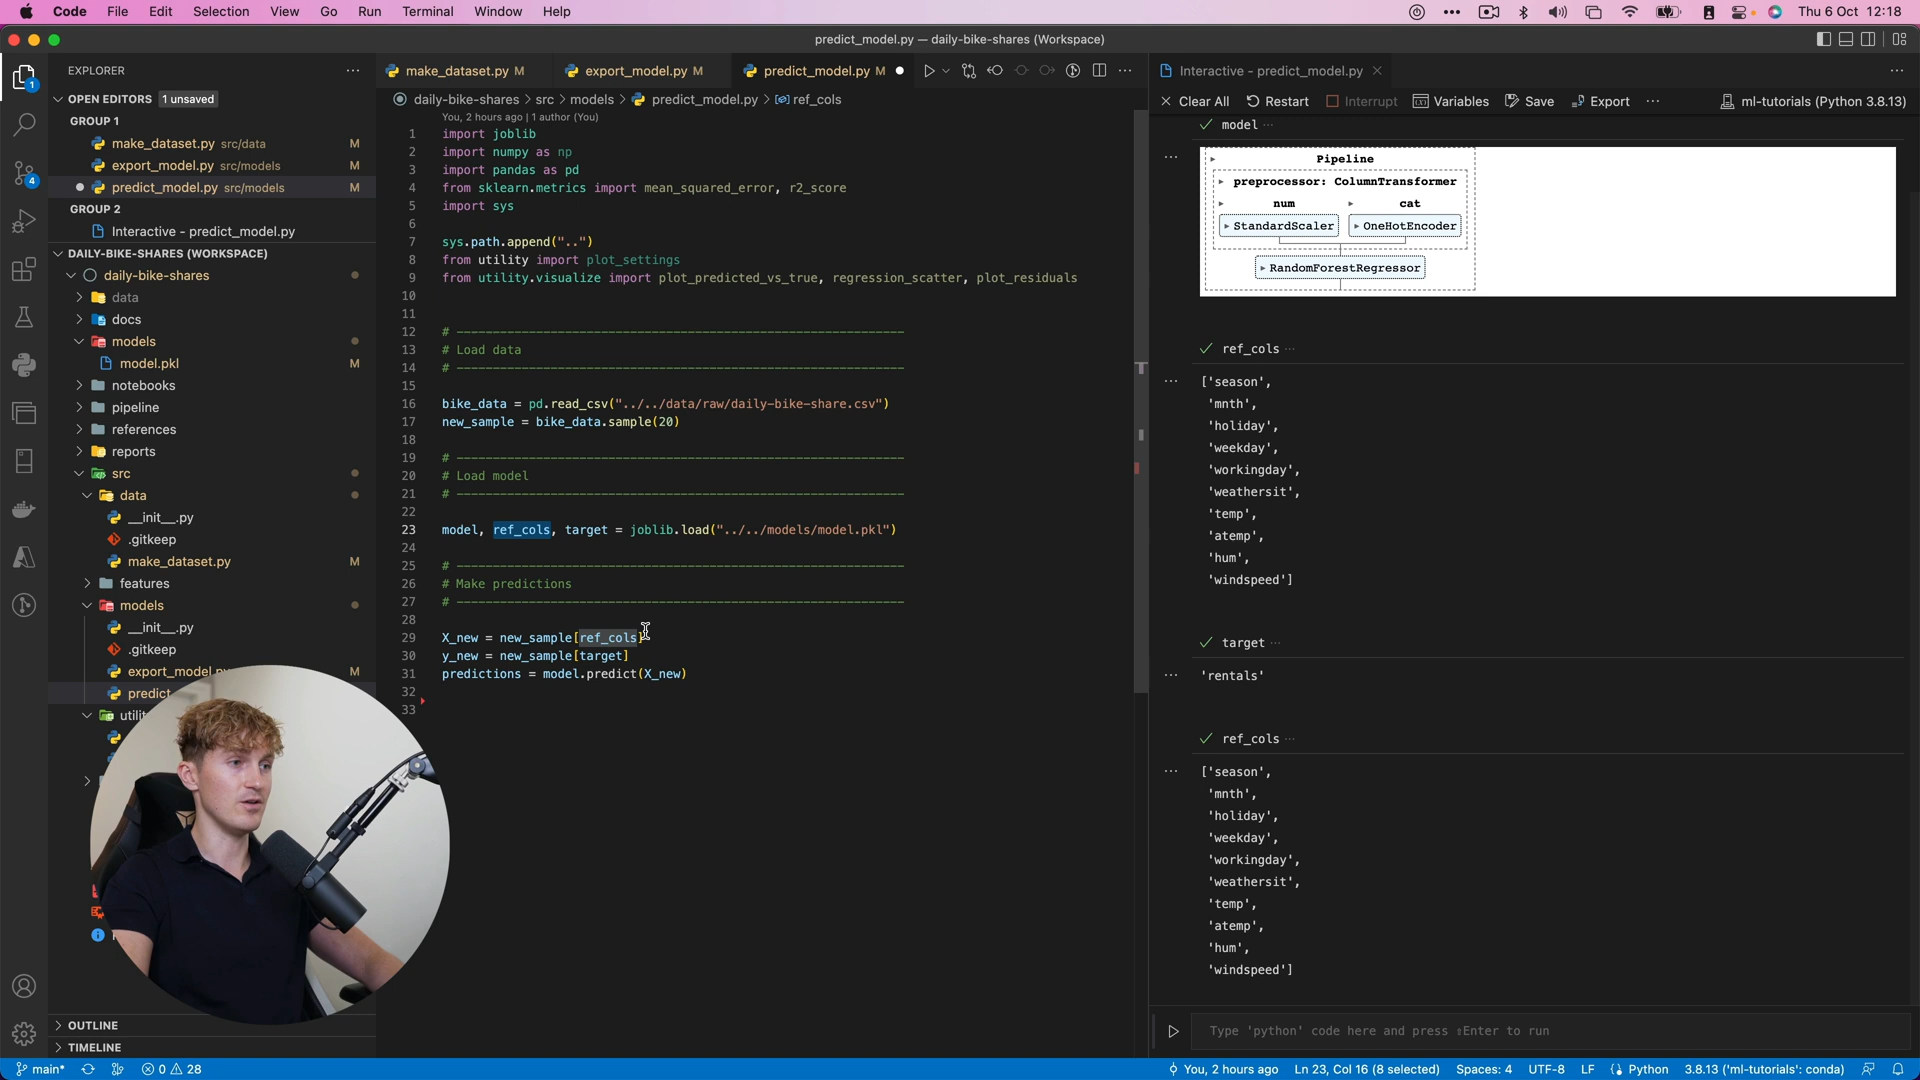 Code File Edit Selection View Go Run Terminal Window Help Thu 6 Oct 12:18
predict_model.py — daily-bike-shares (Workspace)
EXPLORER
OPEN EDITORS 1 unsaved
GROUP 1
make_dataset.py src/data M
export_model.py src/models M
predict_model.py src/models M
GROUP 2
Interactive - predict_model.py
DAILY-BIKE-SHARES (WORKSPACE)
daily-bike-shares
data
docs
models
model.pkl M
notebooks
pipeline
references
reports
src
data
__init__.py
.gitkeep
make_dataset.py M
features
models
__init__.py
.gitkeep
export_model.py M
predict
OUTLINE
TIMELINE
1
4
make_dataset.py M export_model.py M predict_model.py M
daily-bike-shares > src > models > predict_model.py > ref_cols
You, 2 hours ago | 1 author (You)
1 import joblib
2 import numpy as np
3 import pandas as pd
4 from sklearn.metrics import mean_squared_error, r2_score
5 import sys
6
7 sys.path.append("..")
8 from utility import plot_settings
9 from utility.visualize import plot_predicted_vs_true, regression_scatter, plot_residuals
10
11
12 # --------------------------------------------------------------
13 # Load data
14 # --------------------------------------------------------------
15
16 bike_data = pd.read_csv("../../data/raw/daily-bike-share.csv")
17 new_sample = bike_data.sample(20)
18
19 # --------------------------------------------------------------
20 # Load model
21 # --------------------------------------------------------------
22
23 model, ref_cols, target = joblib.load("../../models/model.pkl")
24
25 # --------------------------------------------------------------
26 # Make predictions
27 # --------------------------------------------------------------
28
29 X_new = new_sample[ref_cols]
30 y_new = new_sample[target]
31 predictions = model.predict(X_new)
32
33
Interactive - predict_model.py
Clear All Restart Interrupt Variables Save Export ml-tutorials (Python 3.8.13)
model
Pipeline
preprocessor: ColumnTransformer
num cat
StandardScaler OneHotEncoder
RandomForestRegressor
ref_cols
['season',
'mnth',
'holiday',
'weekday',
'workingday',
'weathersit',
'temp',
'atemp',
'hum',
'windspeed']
target
'rentals'
ref_cols
['season',
'mnth',
'holiday',
'weekday',
'workingday',
'weathersit',
'temp',
'atemp',
'hum',
'windspeed']
Type 'python' code here and press ⇧Enter to run
main* 0 28 You, 2 hours ago Ln 23, Col 16 (8 selected) Spaces: 4 UTF-8 LF Python 3.8.13 ('ml-tutorials': conda)